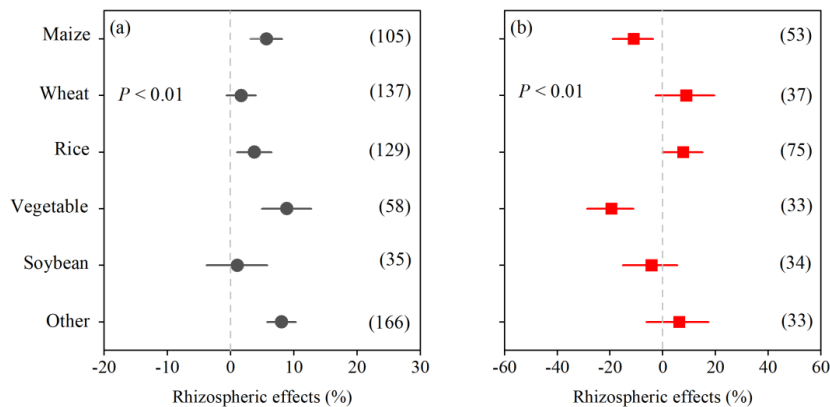 (a)
Maize (105)
Wheat P < 0.01 (137)
Rice (129)
Vegetable (58)
Soybean (35)
Other (166)
-20 -10 0 10 20 30
Rhizospheric effects (%)
(b)
(53)
P < 0.01 (37)
(75)
(33)
(34)
(33)
-60 -40 -20 0 20 40 60
Rhizospheric effects (%)